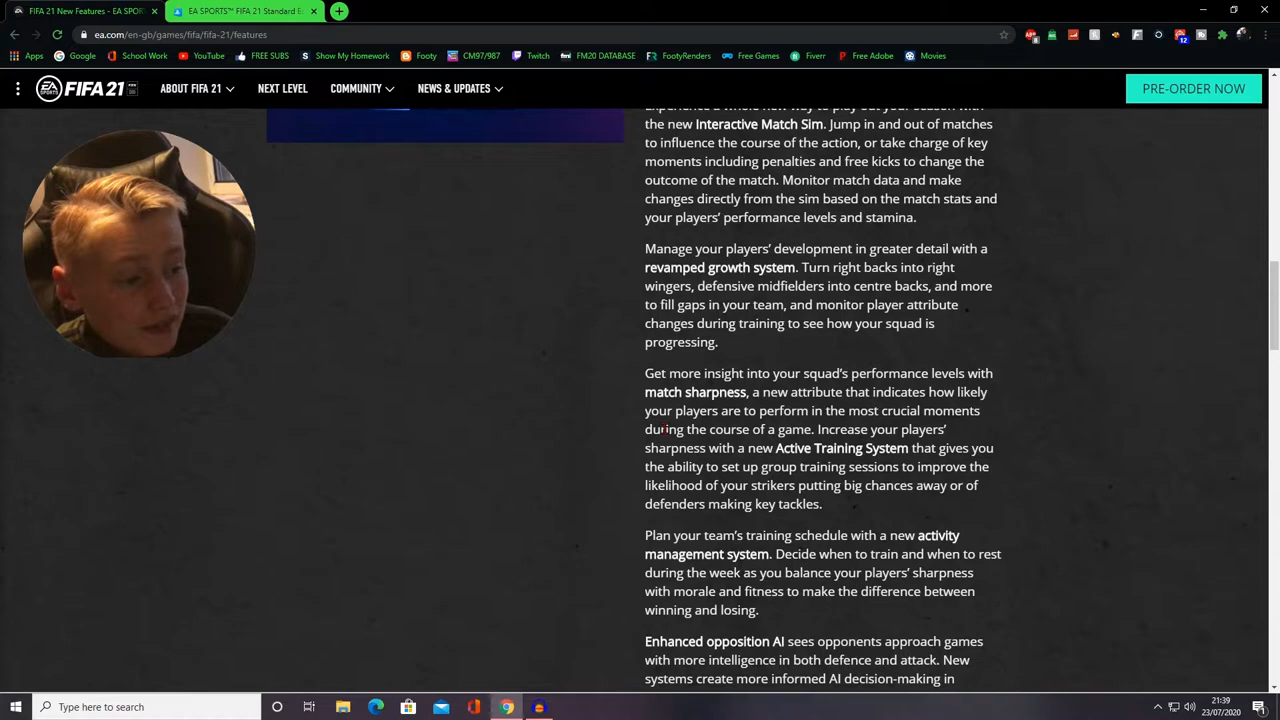 FIFA 21 New Features - EA SPOR
EA SPORTS™ FIFA 21 Standard E
ea.com/en-gb/games/fifa/fifa-21/features
Apps Google School Work YouTube FREE SUBS Show My Homework Footy CM97/987 Twitch FM20 DATABASE FootyRenders Free Games Fiverr Free Adobe Movies
EA SPORTS FIFA 21 ABOUT FIFA 21 NEXT LEVEL COMMUNITY NEWS & UPDATES PRE-ORDER NOW
Experience a whole new way to play out your season with
the new Interactive Match Sim. Jump in and out of matches
to influence the course of the action, or take charge of key
moments including penalties and free kicks to change the
outcome of the match. Monitor match data and make
changes directly from the sim based on the match stats and
your players’ performance levels and stamina.
Manage your players’ development in greater detail with a
revamped growth system. Turn right backs into right
wingers, defensive midfielders into centre backs, and more
to fill gaps in your team, and monitor player attribute
changes during training to see how your squad is
progressing.
Get more insight into your squad’s performance levels with
match sharpness, a new attribute that indicates how likely
your players are to perform in the most crucial moments
during the course of a game. Increase your players’
sharpness with a new Active Training System that gives you
the ability to set up group training sessions to improve the
likelihood of your strikers putting big chances away or of
defenders making key tackles.
Plan your team’s training schedule with a new activity
management system. Decide when to train and when to rest
during the week as you balance your players’ sharpness
with morale and fitness to make the difference between
winning and losing.
Enhanced opposition AI sees opponents approach games
with more intelligence in both defence and attack. New
systems create more informed AI decision-making in
Type here to search
21:39
23/07/2020